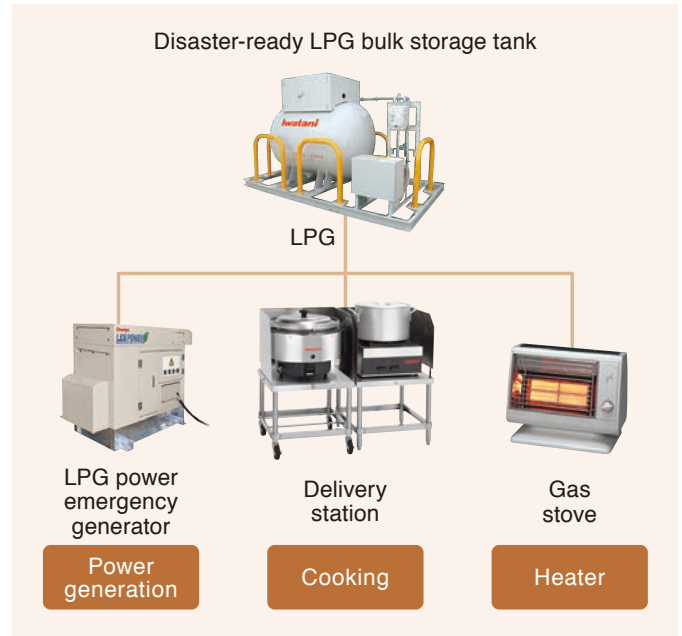 Disaster-ready LPG bulk storage tank
Iwatani
LPG
LPG power
emergency
generator
Delivery
station
Gas
stove
Power
generation
Cooking
Heater